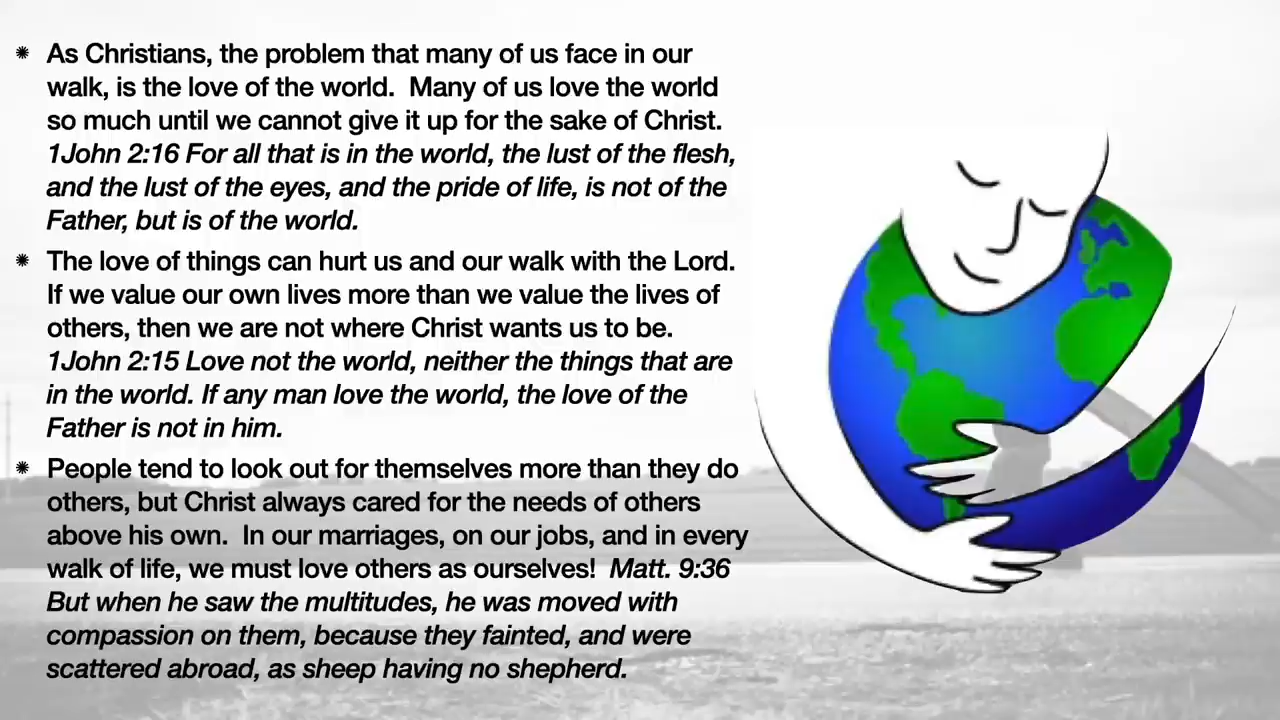 As Christians, the problem that many of us face in our
walk, is the love of the world.  Many of us love the world
so much until we cannot give it up for the sake of Christ.
1John 2:16 For all that is in the world, the lust of the flesh,
and the lust of the eyes, and the pride of life, is not of the
Father, but is of the world.
The love of things can hurt us and our walk with the Lord.
If we value our own lives more than we value the lives of
others, then we are not where Christ wants us to be.
1John 2:15 Love not the world, neither the things that are
in the world. If any man love the world, the love of the
Father is not in him.
People tend to look out for themselves more than they do
others, but Christ always cared for the needs of others
above his own.  In our marriages, on our jobs, and in every
walk of life, we must love others as ourselves!  Matt. 9:36
But when he saw the multitudes, he was moved with
compassion on them, because they fainted, and were
scattered abroad, as sheep having no shepherd.